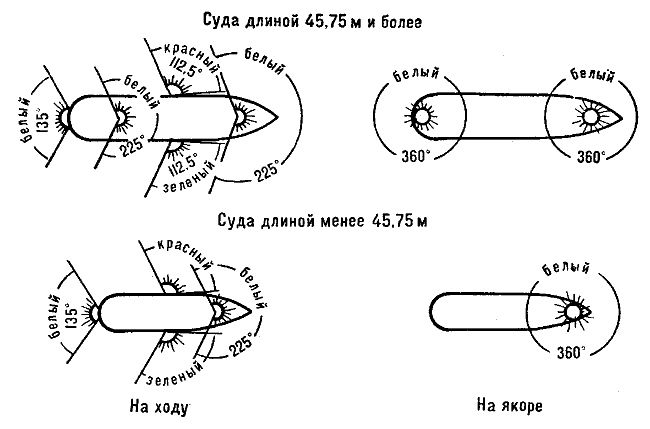 Суда длиной 45,75 м и более
красный
112,5°
белый
белый
225°
белый
135°
112,5°
зеленый
225°
белый
360°
белый
360°
Суда длиной менее 45,75 м
красный
белый
белый
135°
225°
зеленый
белый
360°
На ходу
На якоре